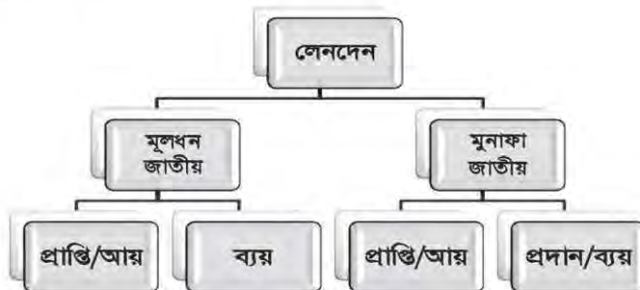 লেনদেন
মূলধন
জাতীয়
মুনাফা
জাতীয়
প্রাপ্তি/আয়
ব্যয়
প্রাপ্তি/আয়
প্রদান/ব্যয়